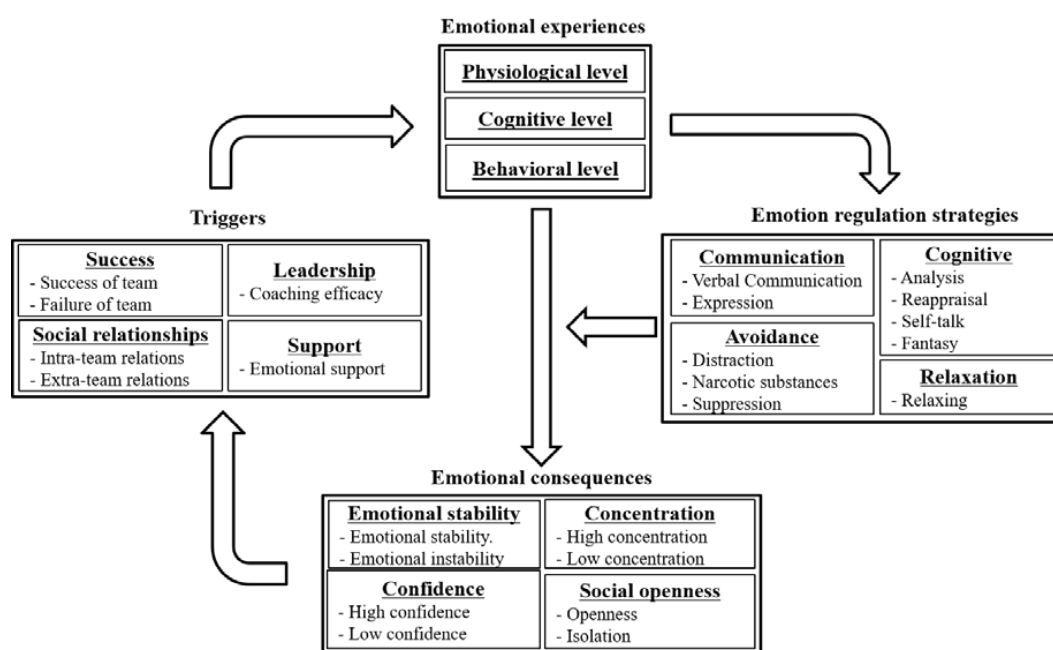 Emotional experiences
Physiological level
Cognitive level
Behavioral level
Triggers
Success
- Success of team
- Failure of team
Leadership
- Coaching efficacy
Social relationships
- Intra-team relations
- Extra-team relations
Support
- Emotional support
Emotion regulation strategies
Communication
- Verbal Communication
- Expression
Cognitive
- Analysis
- Reappraisal
- Self-talk
- Fantasy
Avoidance
- Distraction
- Narcotic substances
- Suppression
Relaxation
- Relaxing
Emotional consequences
Emotional stability
- Emotional stability.
- Emotional instability
Concentration
- High concentration
- Low concentration
Confidence
- High confidence
- Low confidence
Social openness
- Openness
- Isolation